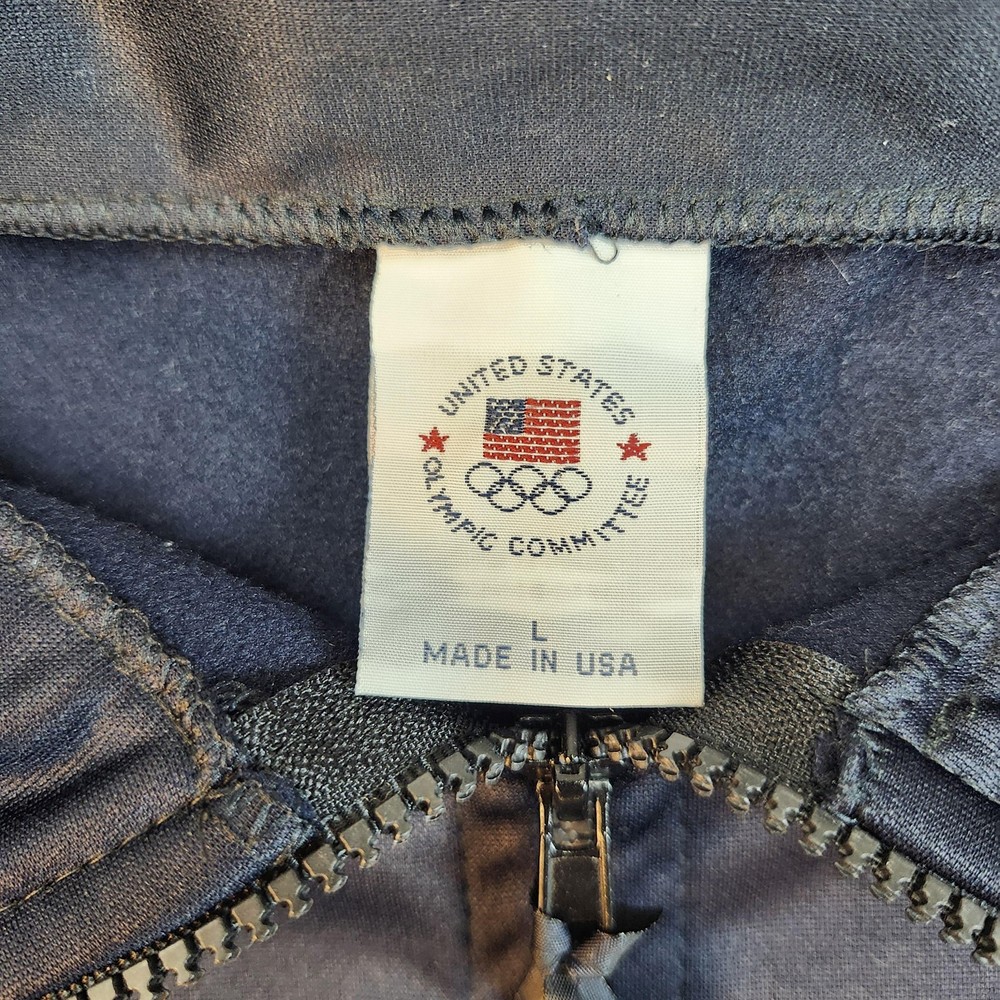 UNITED STATES
OLYMPIC COMMITTEE
L
MADE IN USA